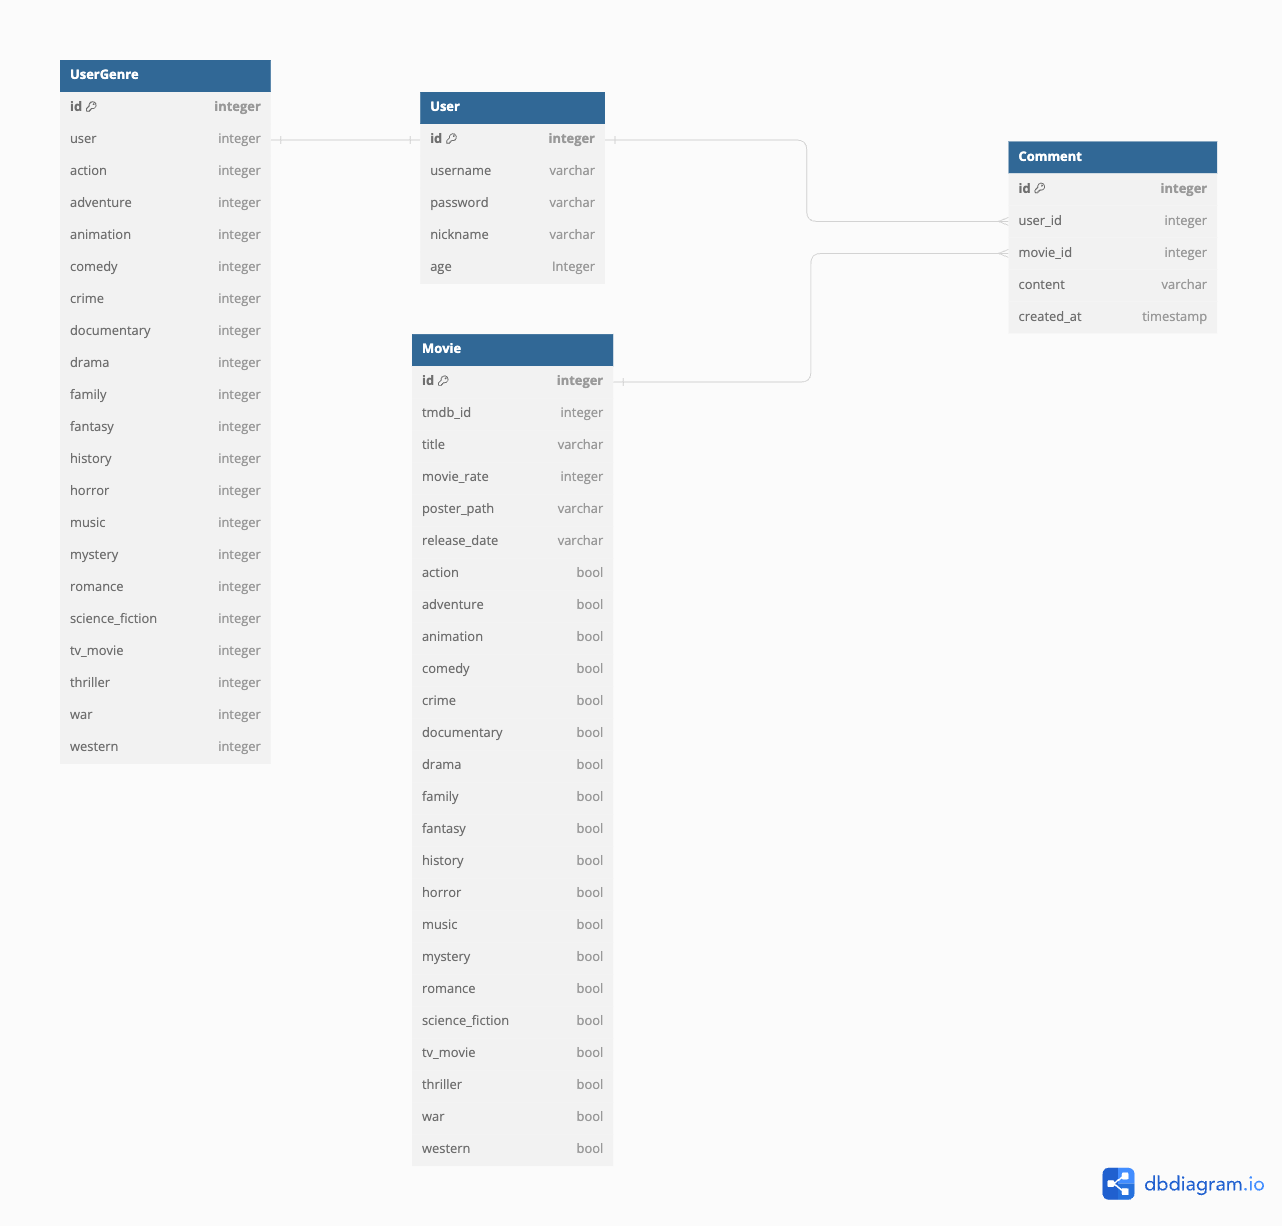 UserGenre
id integer
user integer
action integer
adventure integer
animation integer
comedy integer
crime integer
documentary integer
drama integer
family integer
fantasy integer
history integer
horror integer
music integer
mystery integer
romance integer
science_fiction integer
tv_movie integer
thriller integer
war integer
western integer
User
id integer
username varchar
password varchar
nickname varchar
age Integer
Movie
id integer
tmdb_id integer
title varchar
movie_rate integer
poster_path varchar
release_date varchar
action bool
adventure bool
animation bool
comedy bool
crime bool
documentary bool
drama bool
family bool
fantasy bool
history bool
horror bool
music bool
mystery bool
romance bool
science_fiction bool
tv_movie bool
thriller bool
war bool
western bool
Comment
id integer
user_id integer
movie_id integer
content varchar
created_at timestamp
dbdiagram.io